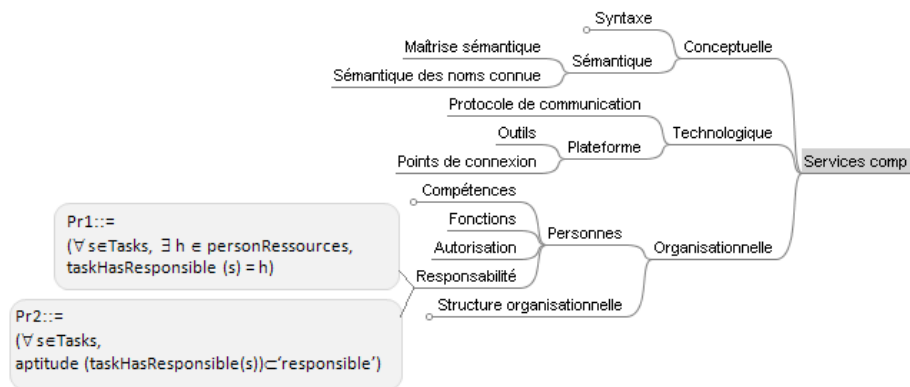 Syntaxe
Conceptuelle
Maîtrise sémantique
Sémantique
Sémantique des noms connue
Protocole de communication
Technologique
Outils
Plateforme
Points de connexion
Services comp
Compétences
Fonctions
Personnes
Autorisation
Organisationnelle
Responsabilité
Structure organisationnelle
Pr1::=
(∀ s∈Tasks, ∃ h ∈ personRessources,
taskHasResponsible (s) = h)
Pr2::=
(∀ s∈Tasks,
aptitude (taskHasResponsible(s))⊂‘responsible’)